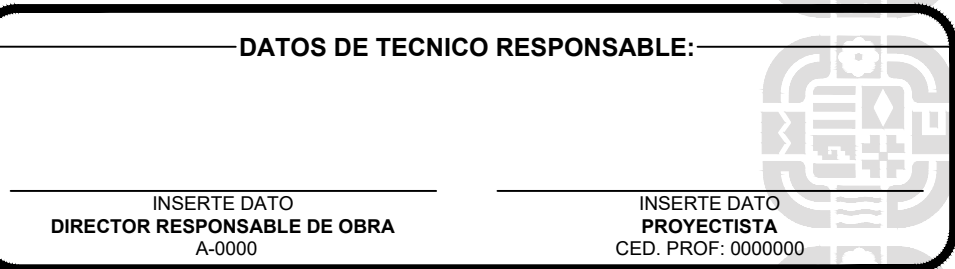 DATOS DE TECNICO RESPONSABLE:
INSERTE DATO
DIRECTOR RESPONSABLE DE OBRA
A-0000
INSERTE DATO
PROYECTISTA
CED. PROF: 0000000